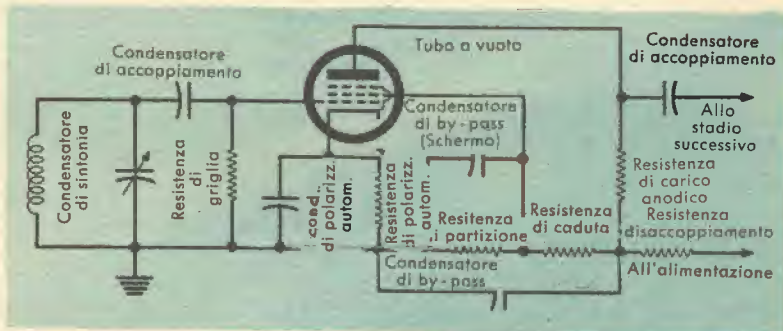 Condensatore
di accoppiamento
Tubo a vuoto
Condensatore
di accoppiamento
Condensatore
di sintonia
Resistenza
di
griglia
Condensatore
di by-pass
(Schermo)
Allo
stadio
successivo
cond.
di polarizz.
autom.
Resistenza
di polarizz.
autom.
Resistenza
di carico
anodico
Resitenza
di partizione
Resistenza
di caduta
Resistenza
disaccoppiamento
All'alimentazione
Condensatore
di by-pass